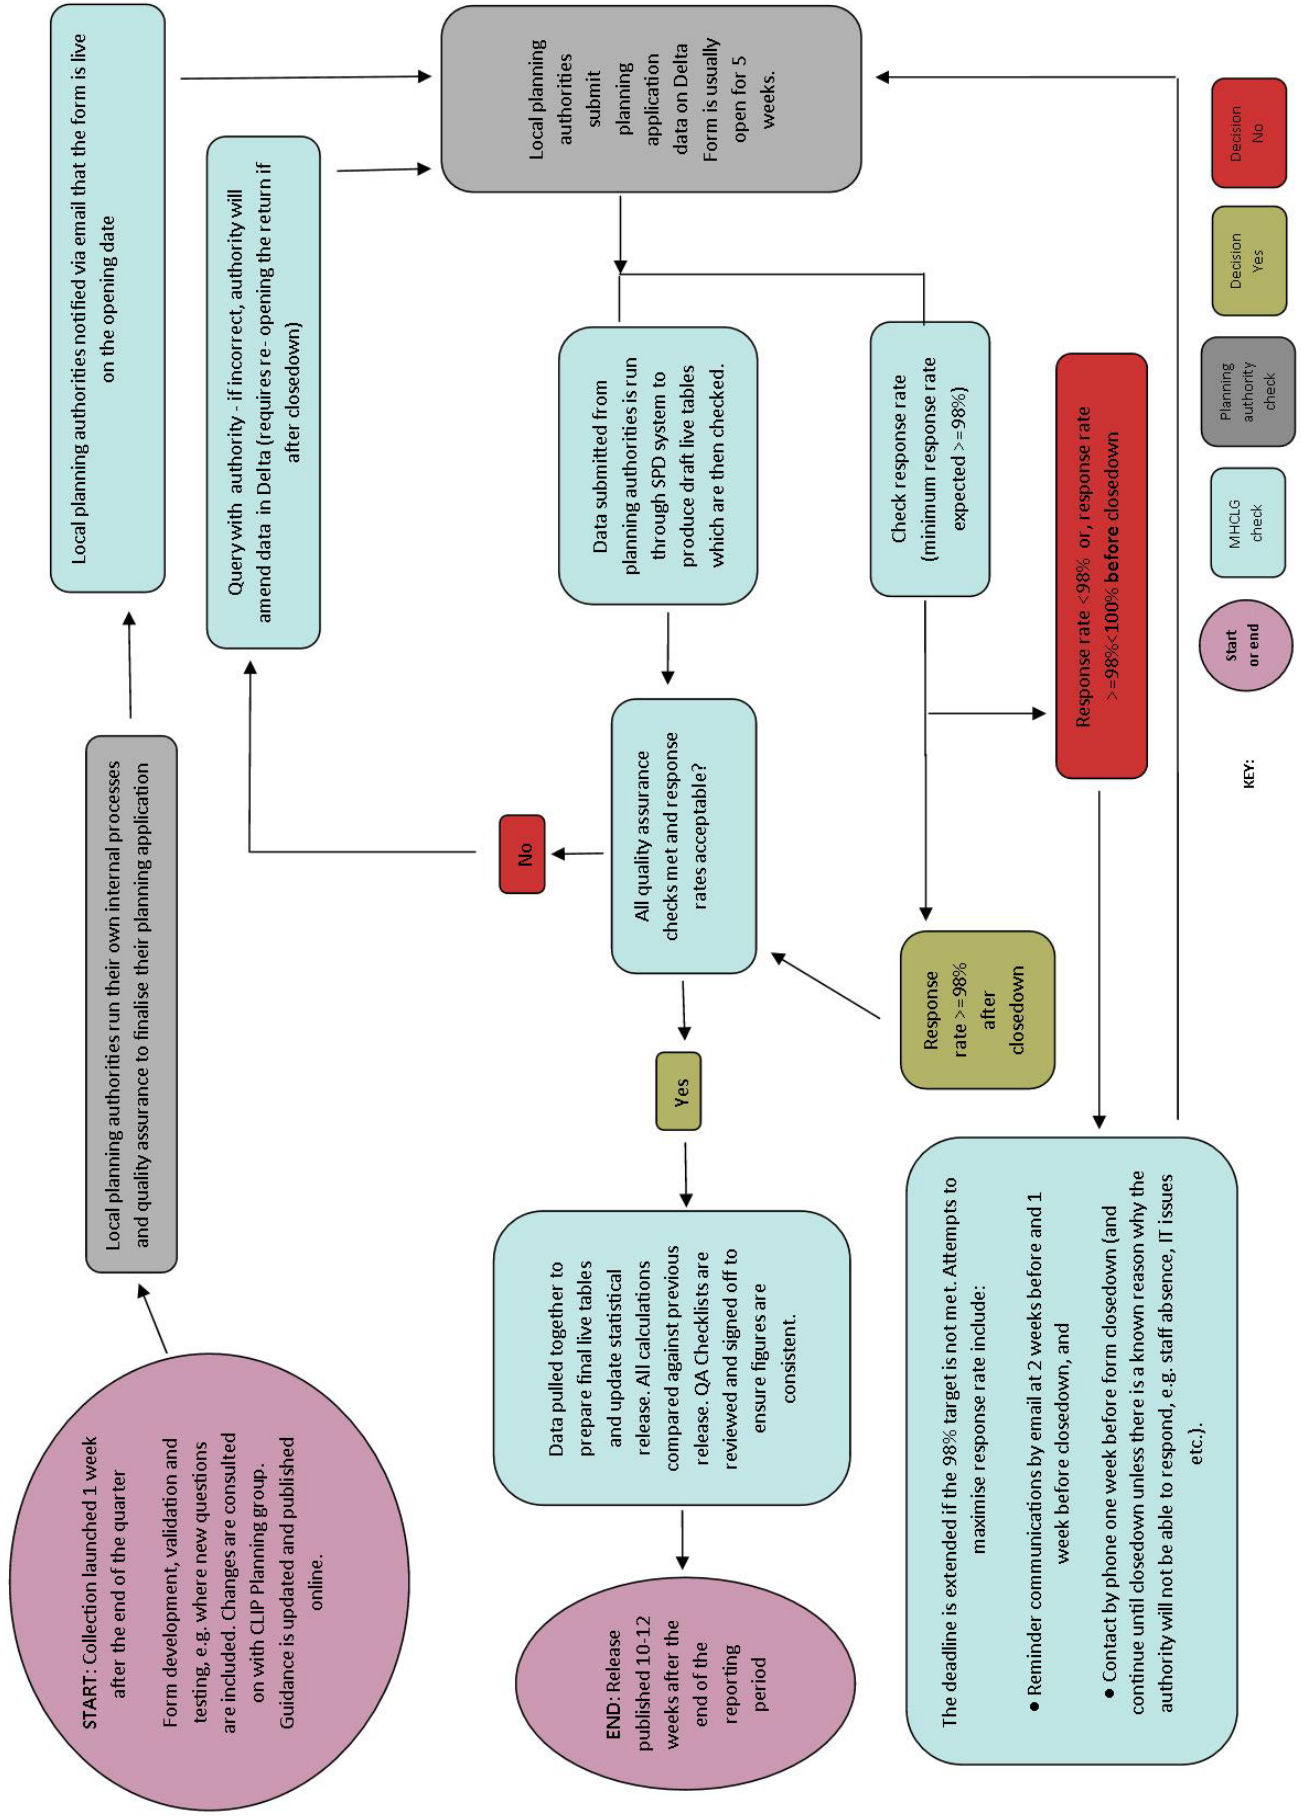 START: Collection launched 1 week
after the end of the quarter
Form development, validation and
testing, e.g. where new questions
are included. Changes are consulted
on with CLIP Planning group.
Guidance is updated and published
online.
Local planning authorities run their own internal processes
and quality assurance to finalise their planning application
Local planning authorities notified via email that the form is live
on the opening date
Query with authority - if incorrect, authority will
amend data in Delta (requires re - opening the return if
after closedown)
Local planning
authorities
submit
planning
application
data on Delta
Form is usually
open for 5
weeks.
Data submitted from
planning authorities is run
through SPD system to
produce draft live tables
which are then checked.
Check response rate
(minimum response rate
expected >=98%)
All quality assurance
checks met and response
rates acceptable?
No
Yes
Response
rate >=98%
after
closedown
Response rate <98% or, response rate
>=98%<100% before closedown
Data pulled together to
prepare final live tables
and update statistical
release. All calculations
compared against previous
release. QA Checklists are
reviewed and signed off to
ensure figures are
consistent.
END: Release
published 10-12
weeks after the
end of the
reporting
period
The deadline is extended if the 98% target is not met. Attempts to
maximise response rate include:
● Reminder communications by email at 2 weeks before and 1
week before closedown, and
● Contact by phone one week before form closedown (and
continue until closedown unless there is a known reason why the
authority will not be able to respond, e.g. staff absence, IT issues
etc.).
KEY:
Start
or end
MHCLG
check
Planning
authority
check
Decision
Yes
Decision
No